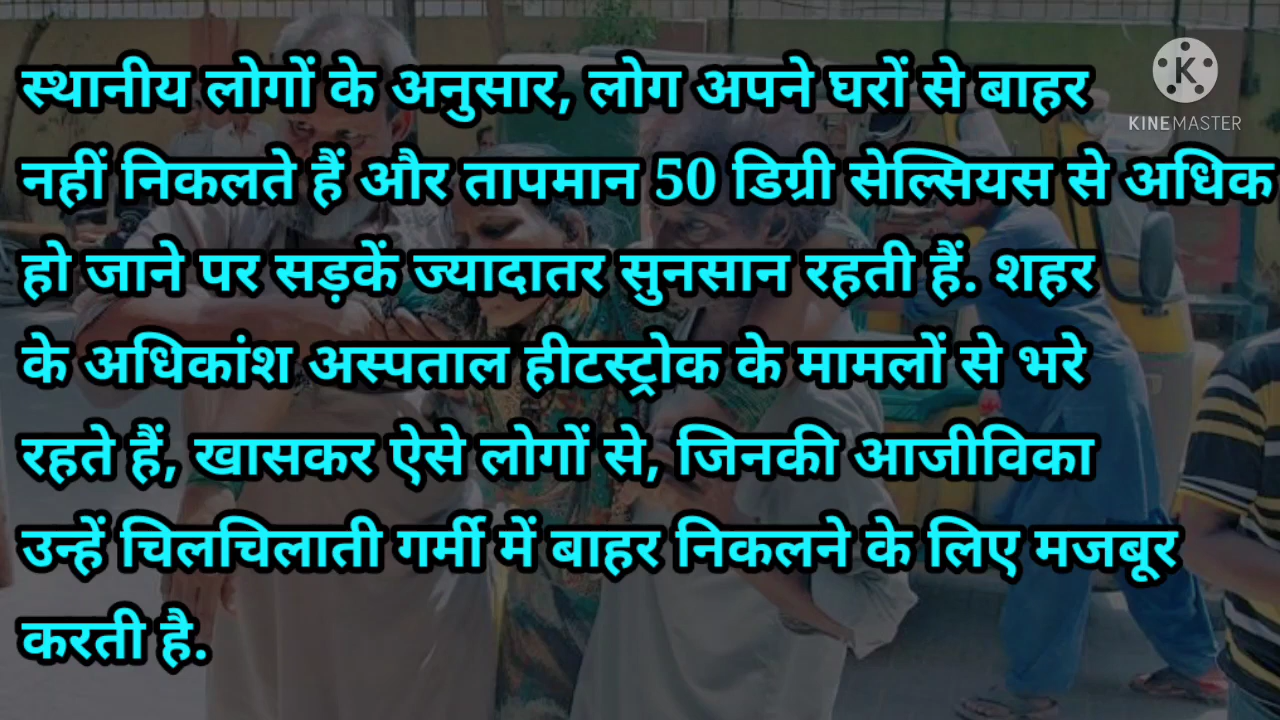 स्थानीय लोगों के अनुसार, लोग अपने घरों से बाहर
नहीं निकलते हैं और तापमान 50 डिग्री सेल्सियस से अधिक
हो जाने पर सड़कें ज्यादातर सुनसान रहती हैं. शहर
के अधिकांश अस्पताल हीटस्ट्रोक के मामलों से भरे
रहते हैं, खासकर ऐसे लोगों से, जिनकी आजीविका
उन्हें चिलचिलाती गर्मी में बाहर निकलने के लिए मजबूर
करती है.
K
KINEMASTER